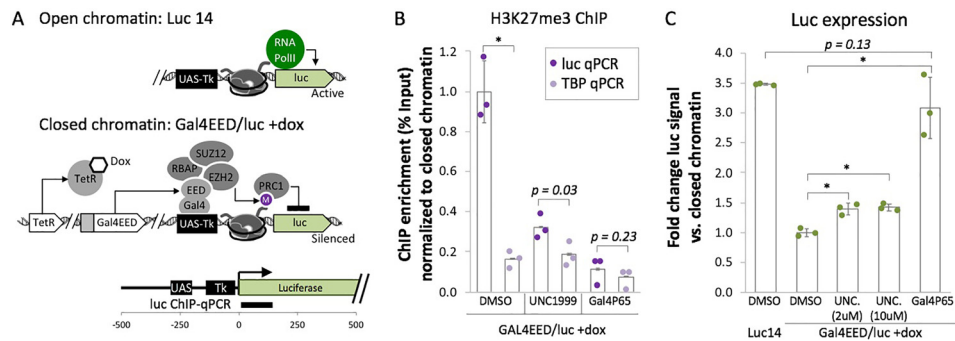 A
Open chromatin: Luc 14
RNA
PolII
UAS-Tk
luc
Active
Closed chromatin: Gal4EED/luc +dox
Dox
TetR
SUZ12
RBAP
EZH2
EED
Gal4
PRC1
M
TetR
Gal4EED
UAS-Tk
luc
Silenced
UAS
Tk
Luciferase
luc ChIP-qPCR
-500
-250
0
250
500
B
H3K27me3 ChIP
ChIP enrichment (% Input)
normalized to closed chromatin
1.2
1.0
0.8
0.6
0.4
0.2
0
*
luc qPCR
TBP qPCR
p = 0.03
p = 0.23
DMSO
UNC1999
Gal4P65
GAL4EED/luc +dox
C
Luc expression
Fold change luc signal
vs. closed chromatin
4.0
3.5
3.0
2.5
2.0
1.5
1.0
0.5
0.0
p = 0.13
*
*
*
DMSO
DMSO
UNC.
(2uM)
UNC.
(10uM)
Gal4P65
Luc14
Gal4EED/luc +dox